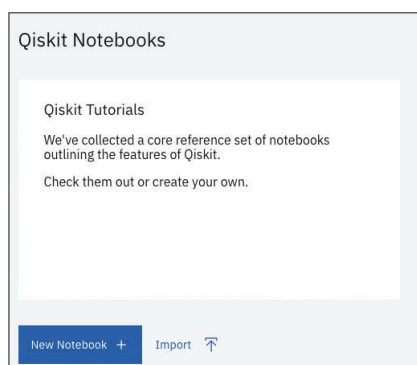 Qiskit Notebooks
Qiskit Tutorials
We've collected a core reference set of notebooks
outlining the features of Qiskit.
Check them out or create your own.
New Notebook +
Import